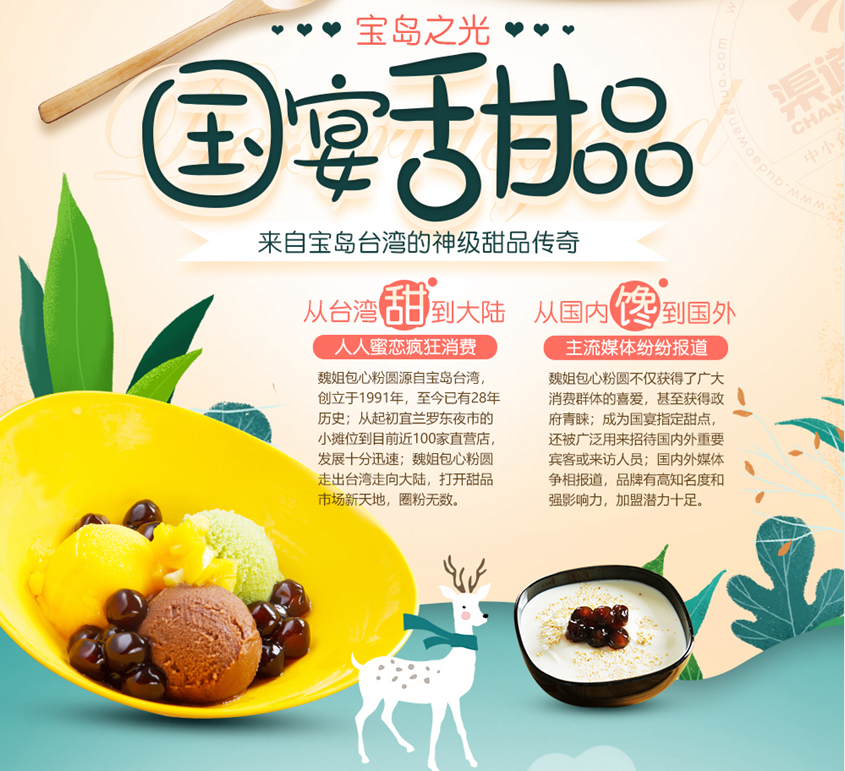 宝岛之光
国宴甜品
来自宝岛台湾的神级甜品传奇
从台湾甜到大陆
人人蜜恋疯狂消费
魏姐包心粉圆源自宝岛台湾，
创立于1991年，至今已有28年
历史；从起初宜兰罗东夜市的
小摊位到目前近100家直营店，
发展十分迅速；魏姐包心粉圆
走出台湾走向大陆，打开甜品
市场新天地，圈粉无数。
从国内馋到国外
主流媒体纷纷报道
魏姐包心粉圆不仅获得了广大
消费群体的喜爱，甚至获得政
府青睐；成为国宴指定甜点，
还被广泛用来招待国内外重要
宾客或来访人员；国内外媒体
争相报道，品牌有高知名度和
强影响力，加盟潜力十足。
渠道
CHAN